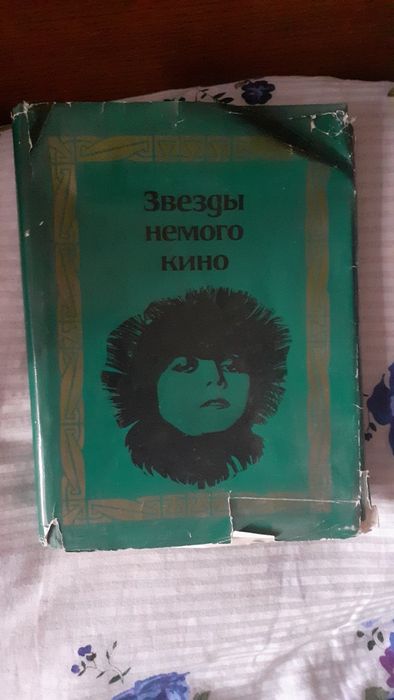 Звезды
немого
кино